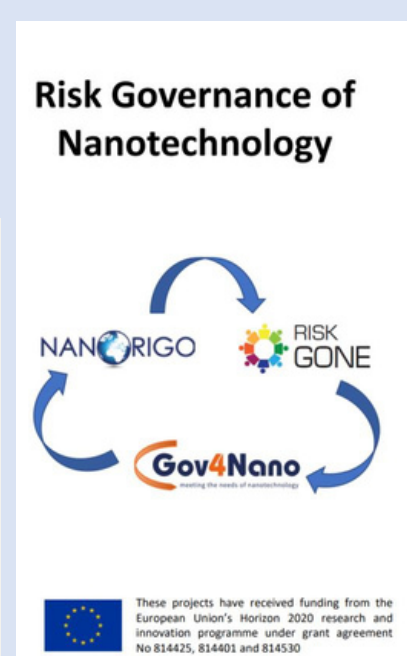 Risk Governance of
Nanotechnology
NANORIGO
RISK
GONE
Gov4Nano
meeting the needs of nanotechnology
These projects have received funding from the
European Union's Horizon 2020 research and
innovation programme under grant agreement
No 814425, 814401 and 814530